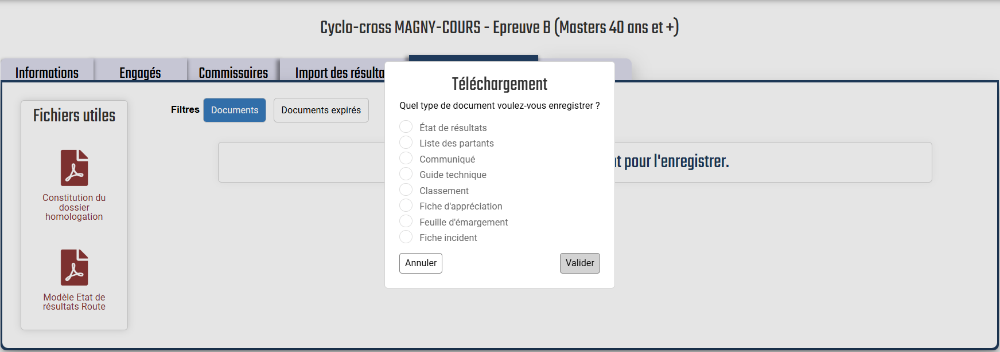 Cyclo-cross MAGNY-COURS - Epreuve B (Masters 40 ans et +)
Informations
Engagés
Commissaires
Import des résulta
Fichiers utiles
Constitution du
dossier
homologation
Modèle Etat de
résultats Route
Filtres
Documents
Documents expirés
pour l'enregistrer.
Téléchargement
Quel type de document voulez-vous enregistrer ?
État de résultats
Liste des partants
Communiqué
Guide technique
Classement
Fiche d'appréciation
Feuille d'émargement
Fiche incident
Annuler
Valider